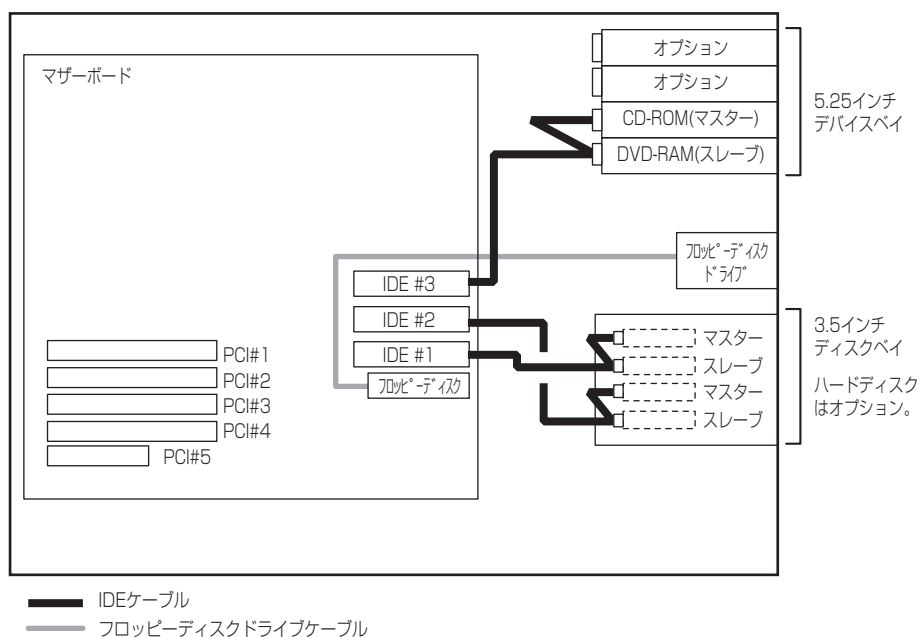 マザーボード
オプション
オプション
CD-ROM(マスター)
DVD-RAM(スレーブ)
5.25インチ
デバイスベイ
ﾌﾛｯﾋﾟｰﾃﾞｨｽｸ
ﾄﾞﾗｲﾌﾞ
IDE #3
IDE #2
IDE #1
ﾌﾛｯﾋﾟｰﾃﾞｨｽｸ
PCI#1
PCI#2
PCI#3
PCI#4
PCI#5
マスター
スレーブ
マスター
スレーブ
3.5インチ
ディスクベイ
ハードディスク
はオプション。
IDEケーブル
フロッピーディスクドライブケーブル